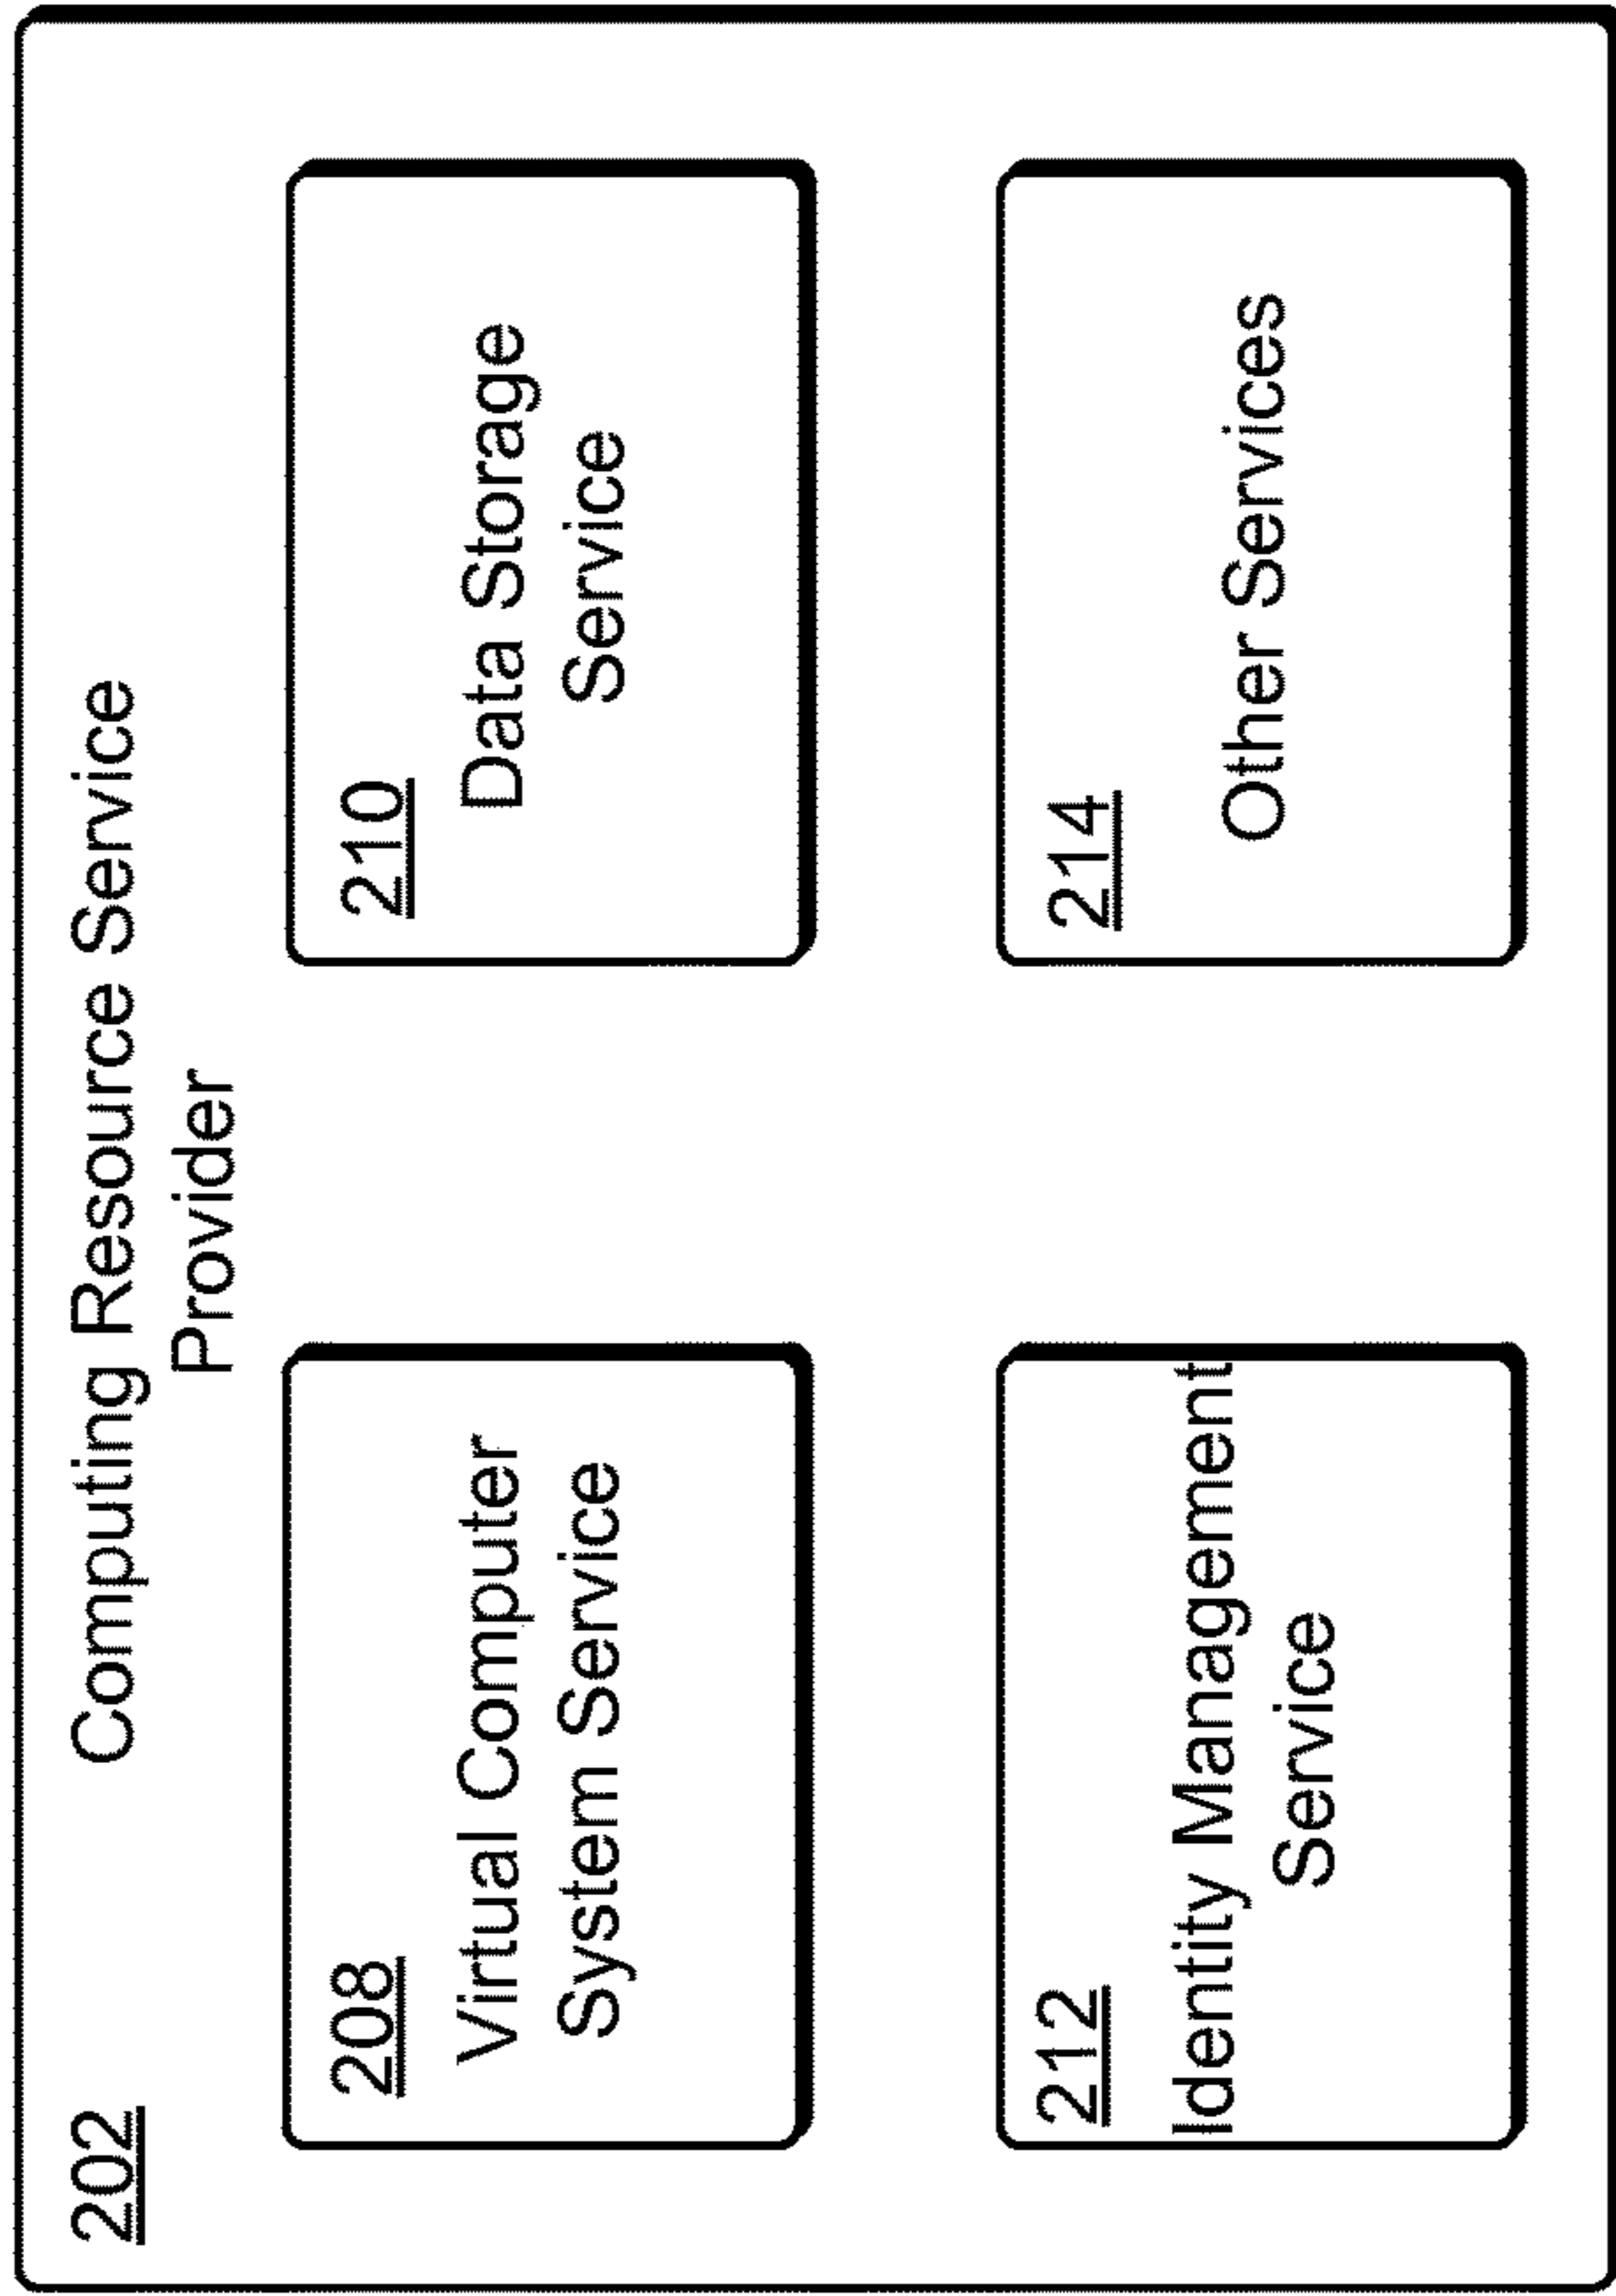 202
Computing Resource Service
Provider
208
Virtual Computer
System Service
210
Data Storage
Service
212
Identity Management
Service
214
Other Services